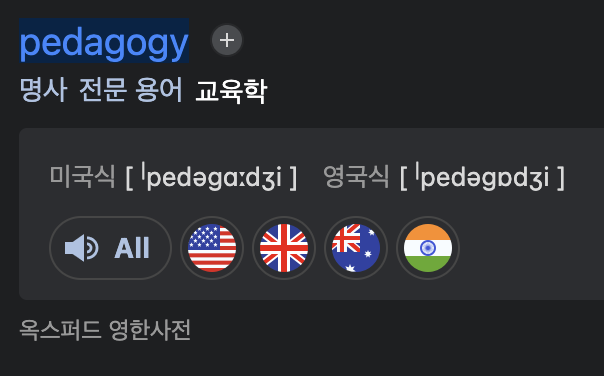 pedagogy +
명사 전문 용어 교육학
미국식 [ ˈpedəgɑːdʒi ] 영국식 [ ˈpedəgɒdʒi ]
All
옥스퍼드 영한사전